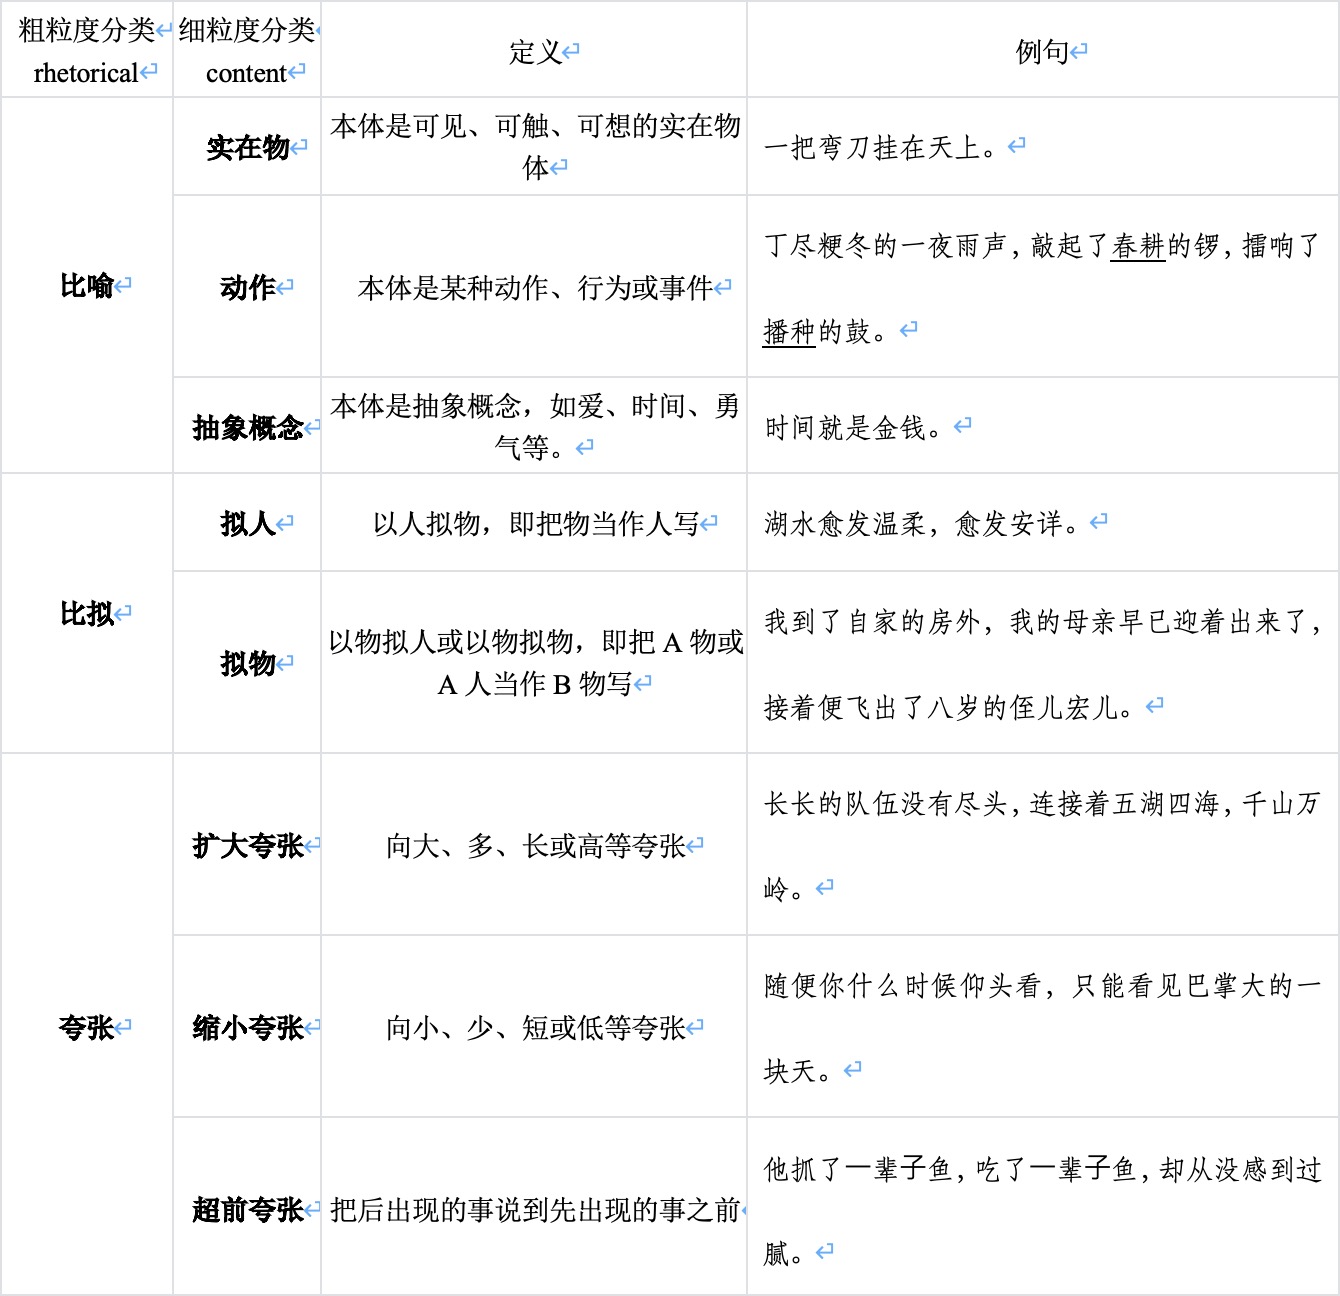 粗粒度分类 细粒度分类 定义 例句
rhetorical content
比喻
实在物
本体是可见、可触、可想的实在物
体
一把弯刀挂在天上。
动作
本体是某种动作、行为或事件
丁尽粳冬的一夜雨声，敲起了春耕的锣，擂响了
播种的鼓。
抽象概念
本体是抽象概念，如爱、时间、勇
气等。
时间就是金钱。
比拟
拟人
以人拟物，即把物当作人写
湖水愈发温柔，愈发安详。
拟物
以物拟人或以物拟物，即把 A 物或
A 人当作 B 物写
我到了自家的房外，我的母亲早已迎着出来了，
接着便飞出了八岁的侄儿宏儿。
夸张
扩大夸张
向大、多、长或高等夸张
长长的队伍没有尽头，连接着五湖四海，千山万
岭。
缩小夸张
向小、少、短或低等夸张
随便你什么时候仰头看，只能看见巴掌大的一
块天。
超前夸张
把后出现的事说到先出现的事之前
他抓了一辈子鱼，吃了一辈子鱼，却从没感到过
腻。